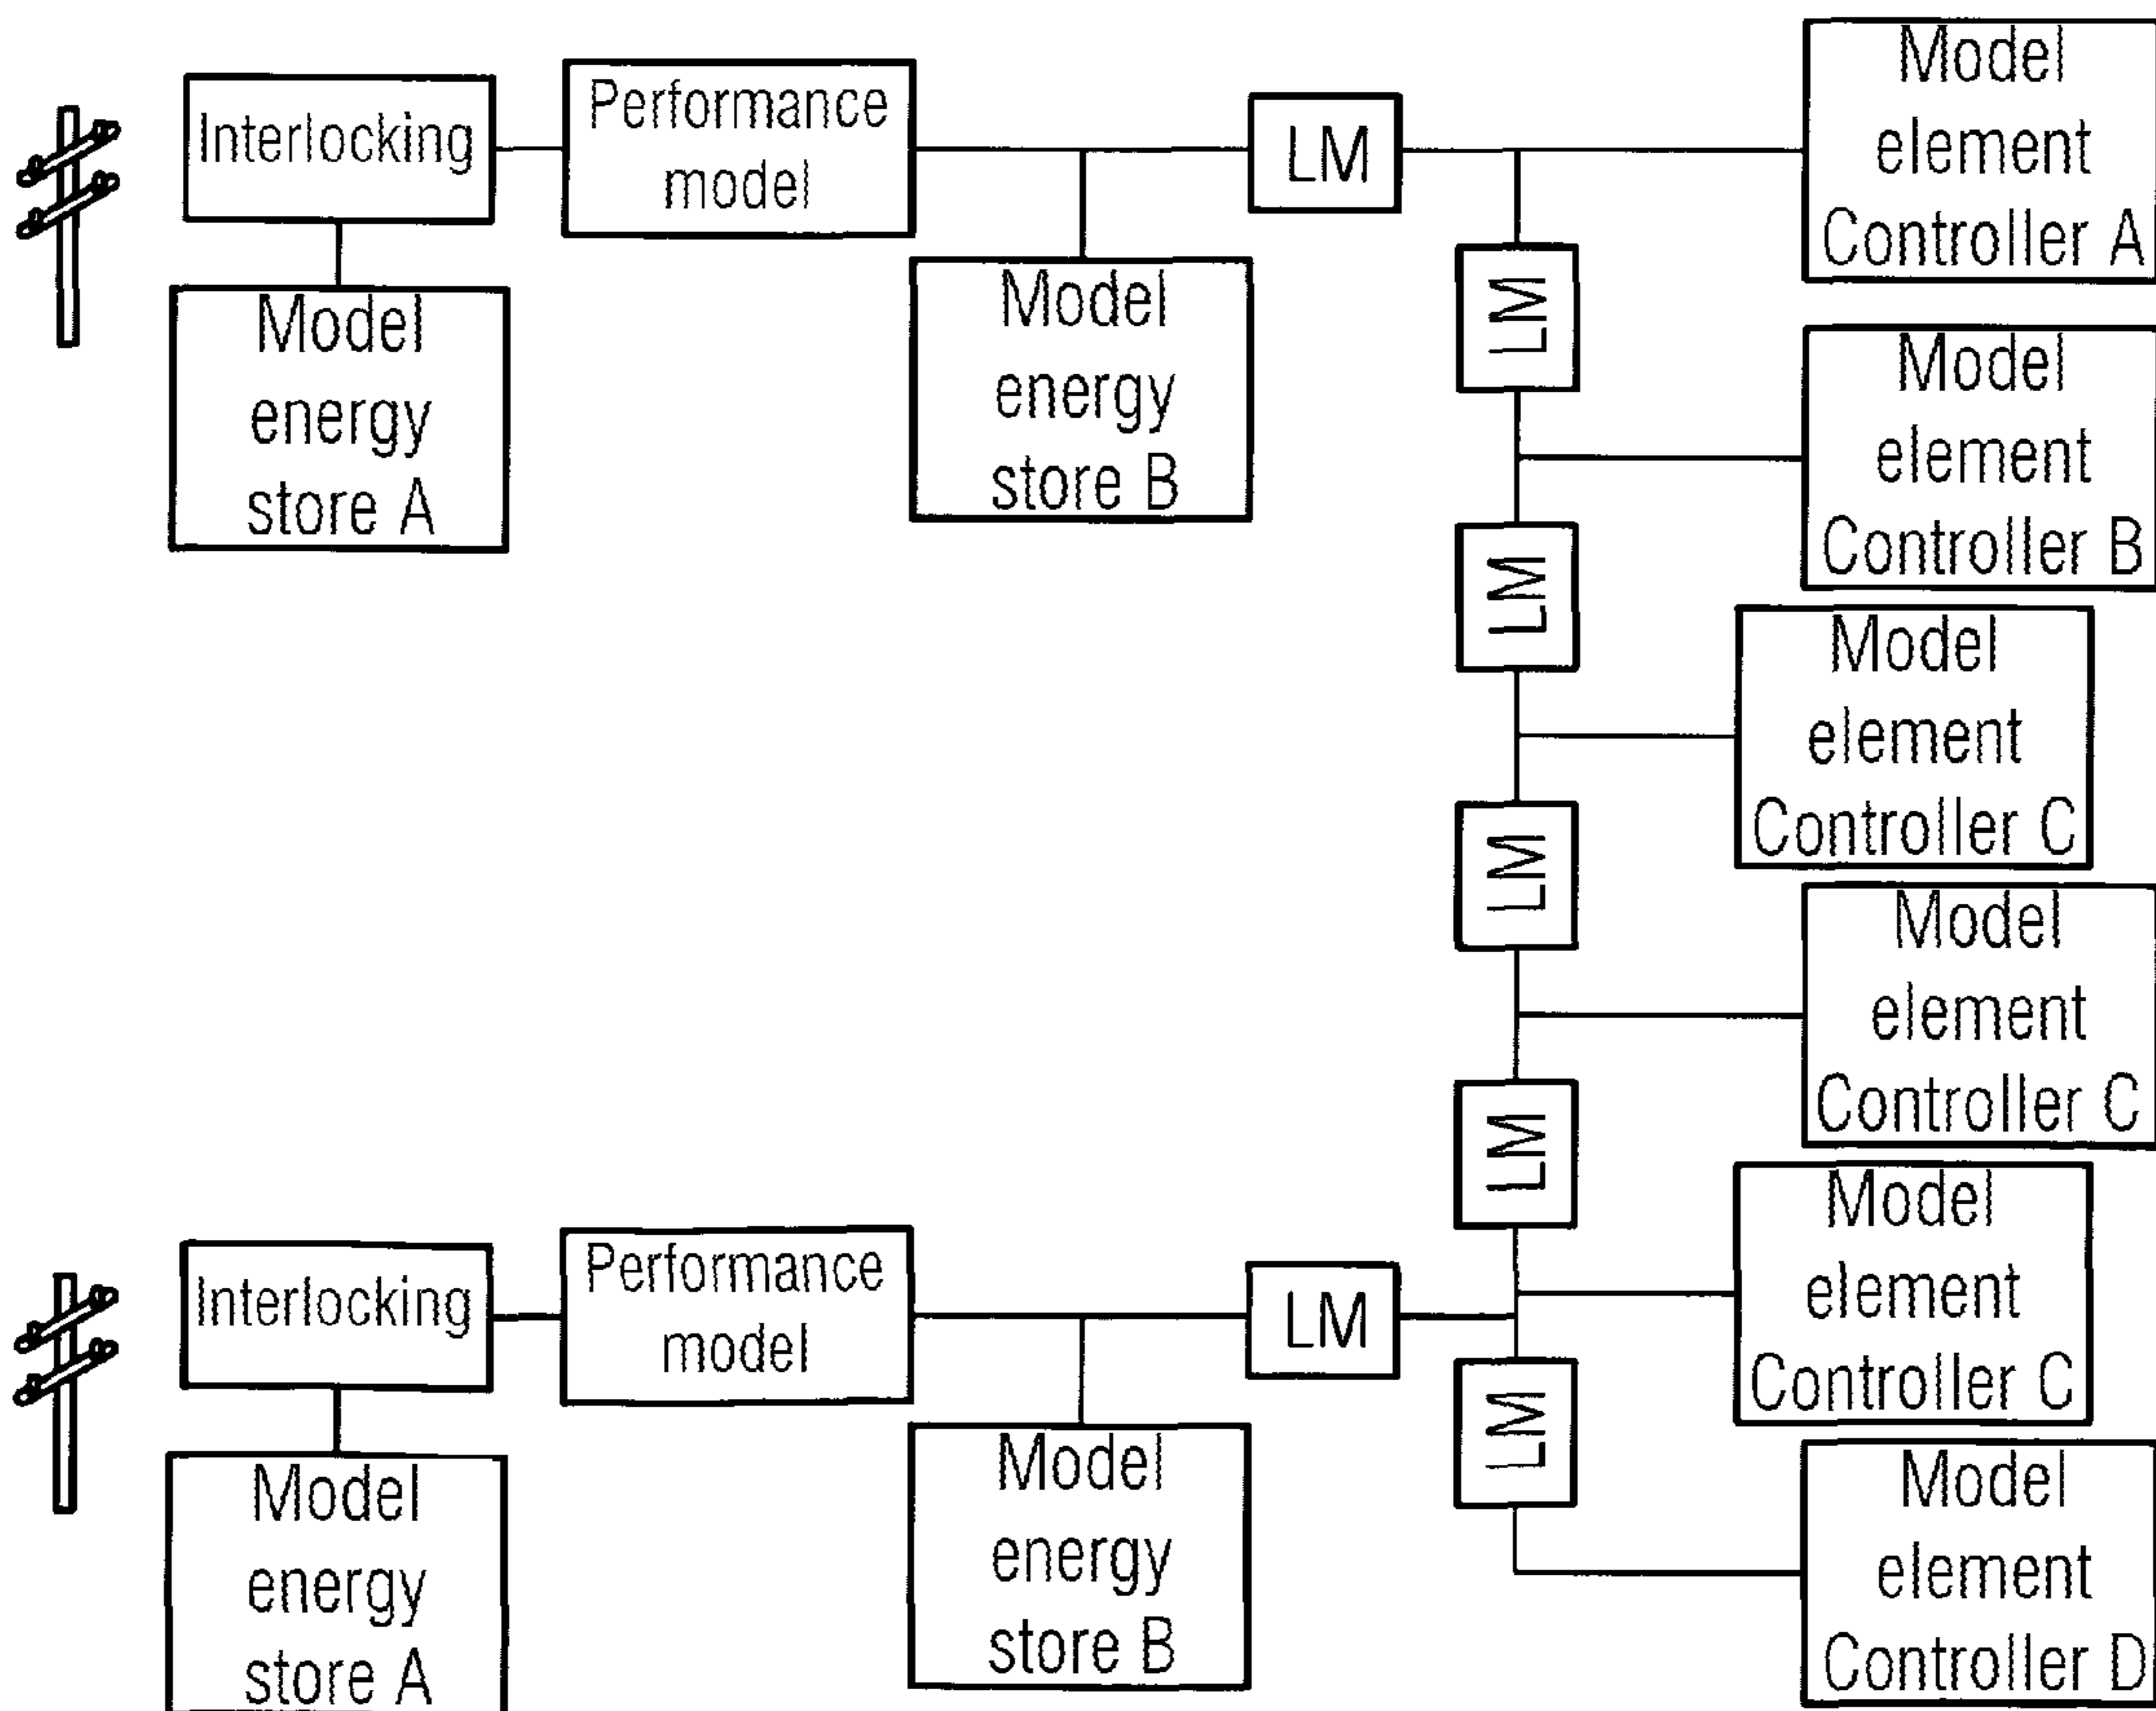 Interlocking
Performance
model
LM
Model
element
Controller A
Model
energy
store A
Model
energy
store B
LM
Model
element
Controller B
LM
Model
element
Controller C
LM
Model
element
Controller C
LM
Model
element
Controller C
Interlocking
Performance
model
LM
LM
Model
energy
store A
Model
energy
store B
Model
element
Controller D